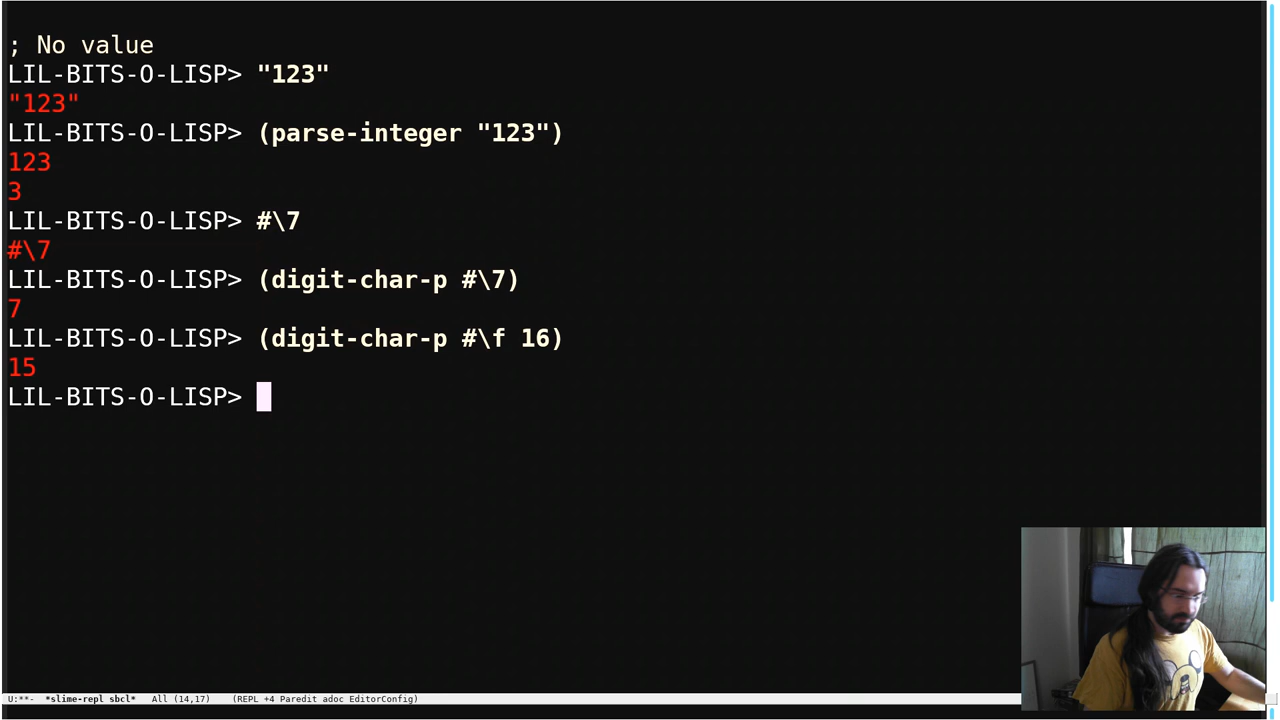 ; No value
LIL-BITS-O-LISP> "123"
"123"
LIL-BITS-O-LISP> (parse-integer "123")
123
3
LIL-BITS-O-LISP> #\7
#\7
LIL-BITS-O-LISP> (digit-char-p #\7)
7
LIL-BITS-O-LISP> (digit-char-p #\f 16)
15
LIL-BITS-O-LISP>
U:**-  *slime-repl sbcl*   All (14,17)    (REPL +4 Paredit adoc EditorConfig)